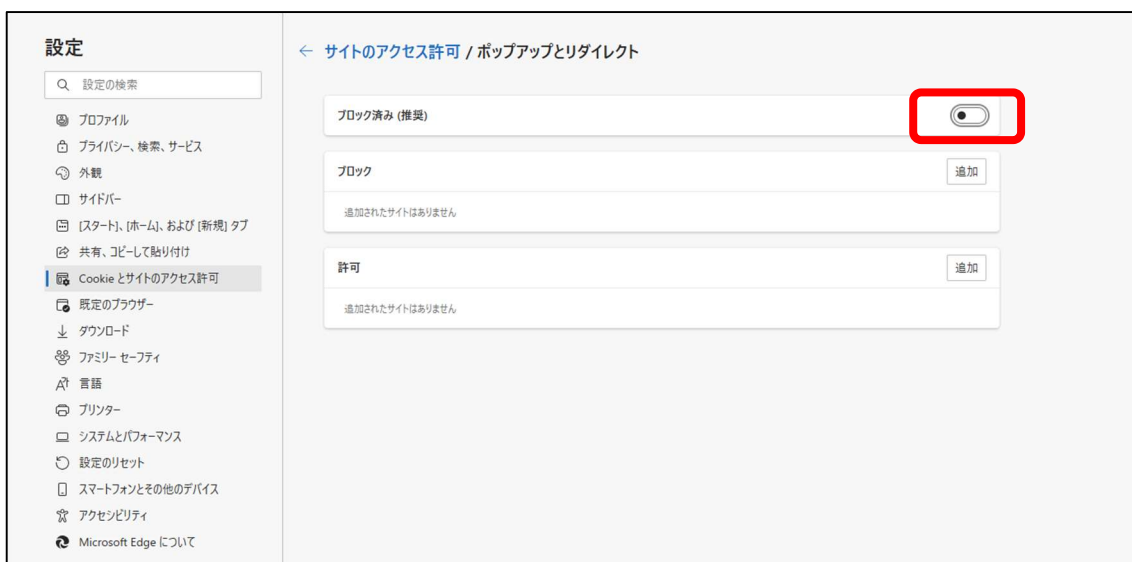 設定
設定の検索
プロファイル
プライバシー、検索、サービス
外観
サイドバー
[スタート]、[ホーム]、および [新規] タブ
共有、コピーして貼り付け
Cookie とサイトのアクセス許可
既定のブラウザー
ダウンロード
ファミリー セーフティ
言語
プリンター
システムとパフォーマンス
設定のリセット
スマートフォンとその他のデバイス
アクセシビリティ
Microsoft Edge について
← サイトのアクセス許可 / ポップアップとリダイレクト
ブロック済み (推奨)
ブロック 追加
追加されたサイトはありません
許可 追加
追加されたサイトはありません